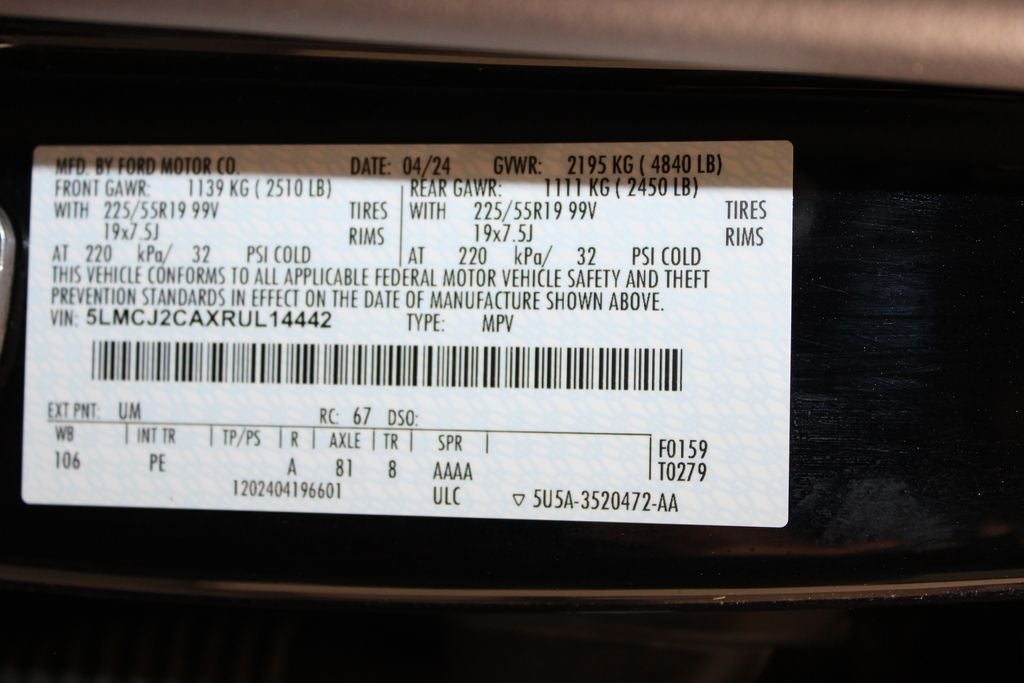 MFD. BY FORD MOTOR CO. DATE: 04/24 GVWR: 2195 KG ( 4840 LB)
FRONT GAWR: 1139 KG ( 2510 LB) REAR GAWR: 1111 KG ( 2450 LB)
WITH 225/55R19 99V TIRES WITH 225/55R19 99V TIRES
19x7.5J RIMS 19x7.5J RIMS
AT 220 kPa/ 32 PSI COLD AT 220 kPa/ 32 PSI COLD
THIS VEHICLE CONFORMS TO ALL APPLICABLE FEDERAL MOTOR VEHICLE SAFETY AND THEFT
PREVENTION STANDARDS IN EFFECT ON THE DATE OF MANUFACTURE SHOWN ABOVE.
VIN: 5LMCJ2CAXRUL14442 TYPE: MPV
EXT PNT: UM RC: 67 DSO:
WB INT TR TP/PS R AXLE TR SPR F0159
106 PE A 81 8 AAAA T0279
1202404196601 ULC ▽ 5U5A-3520472-AA